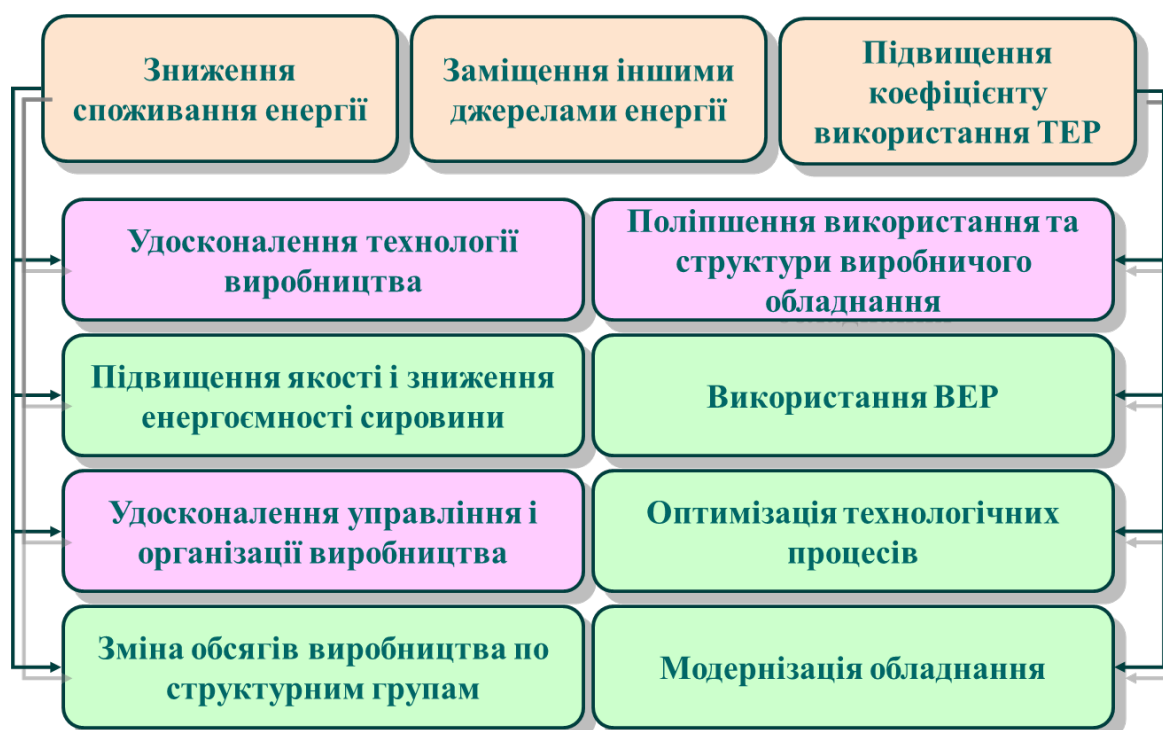 Зниження
споживання енергії
Заміщення іншими
джерелами енергії
Підвищення
коефіцієнту
використання ТЕР
Удосконалення технології
виробництва
Поліпшення використання та
структури виробничого
обладнання
Підвищення якості і зниження
енергоємності сировини
Використання ВЕР
Удосконалення управління і
організації виробництва
Оптимізація технологічних
процесів
Зміна обсягів виробництва по
структурним групам
Модернізація обладнання